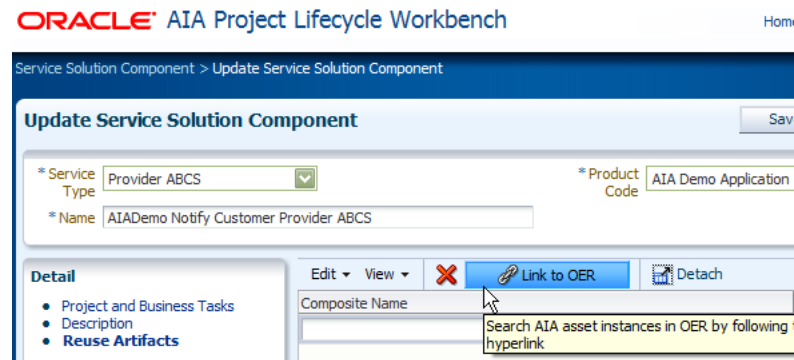 ORACLE AIA Project Lifecycle Workbench
Service Solution Component > Update Service Solution Component
Update Service Solution Component
* Service Type Provider ABCS
* Product Code AIA Demo Application
* Name AIADemo Notify Customer Provider ABCS
Detail
Project and Business Tasks
Description
Reuse Artifacts
Edit View Link to OER Detach
Composite Name
Search AIA asset instances in OER by following
hyperlink